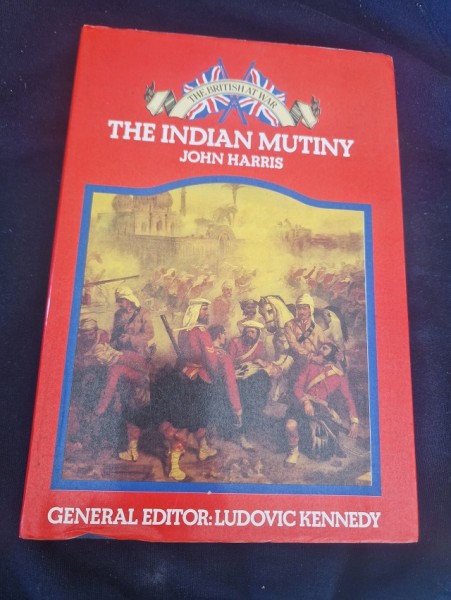 THE BRITISH AT WAR
THE INDIAN MUTINY
JOHN HARRIS
GENERAL EDITOR: LUDOVIC KENNEDY